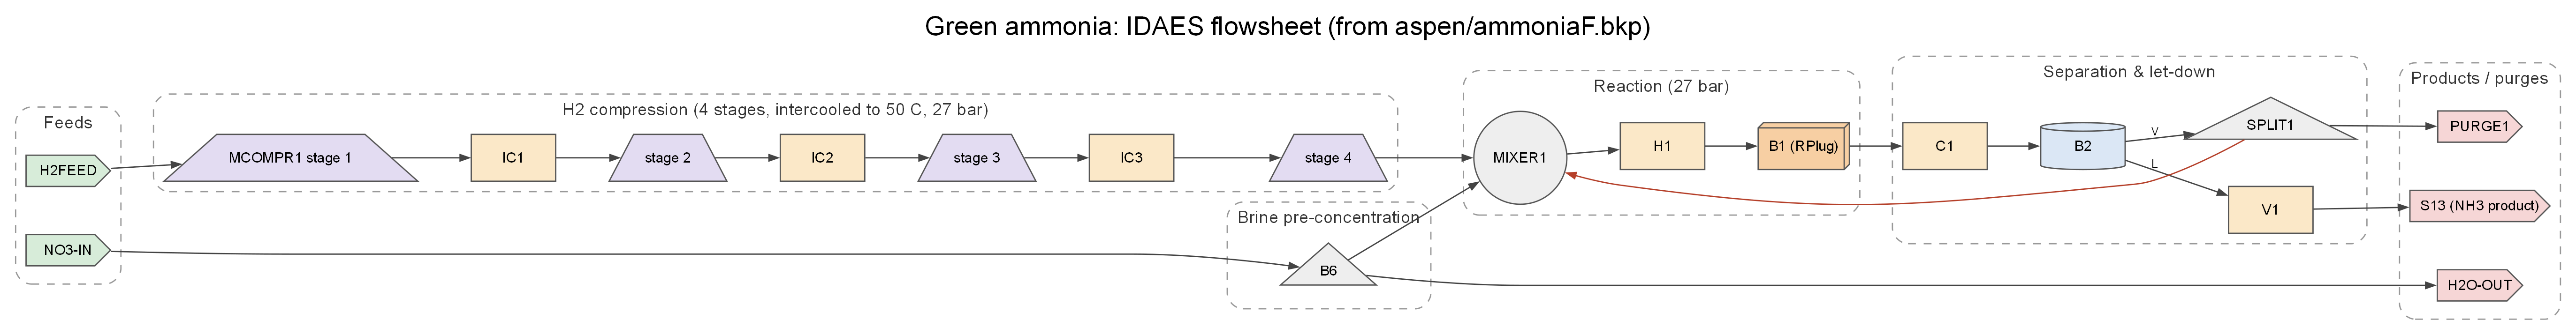 Green ammonia: IDAES flowsheet (from aspen/ammoniaF.bkp)
Feeds
H2FEED
NO3-IN
H2 compression (4 stages, intercooled to 50 C, 27 bar)
MCOMPR1 stage 1
IC1
stage 2
IC2
stage 3
IC3
stage 4
Brine pre-concentration
B6
Reaction (27 bar)
MIXER1
H1
B1 (RPlug)
Separation & let-down
C1
B2
V
L
SPLIT1
V1
Products / purges
PURGE1
S13 (NH3 product)
H2O-OUT